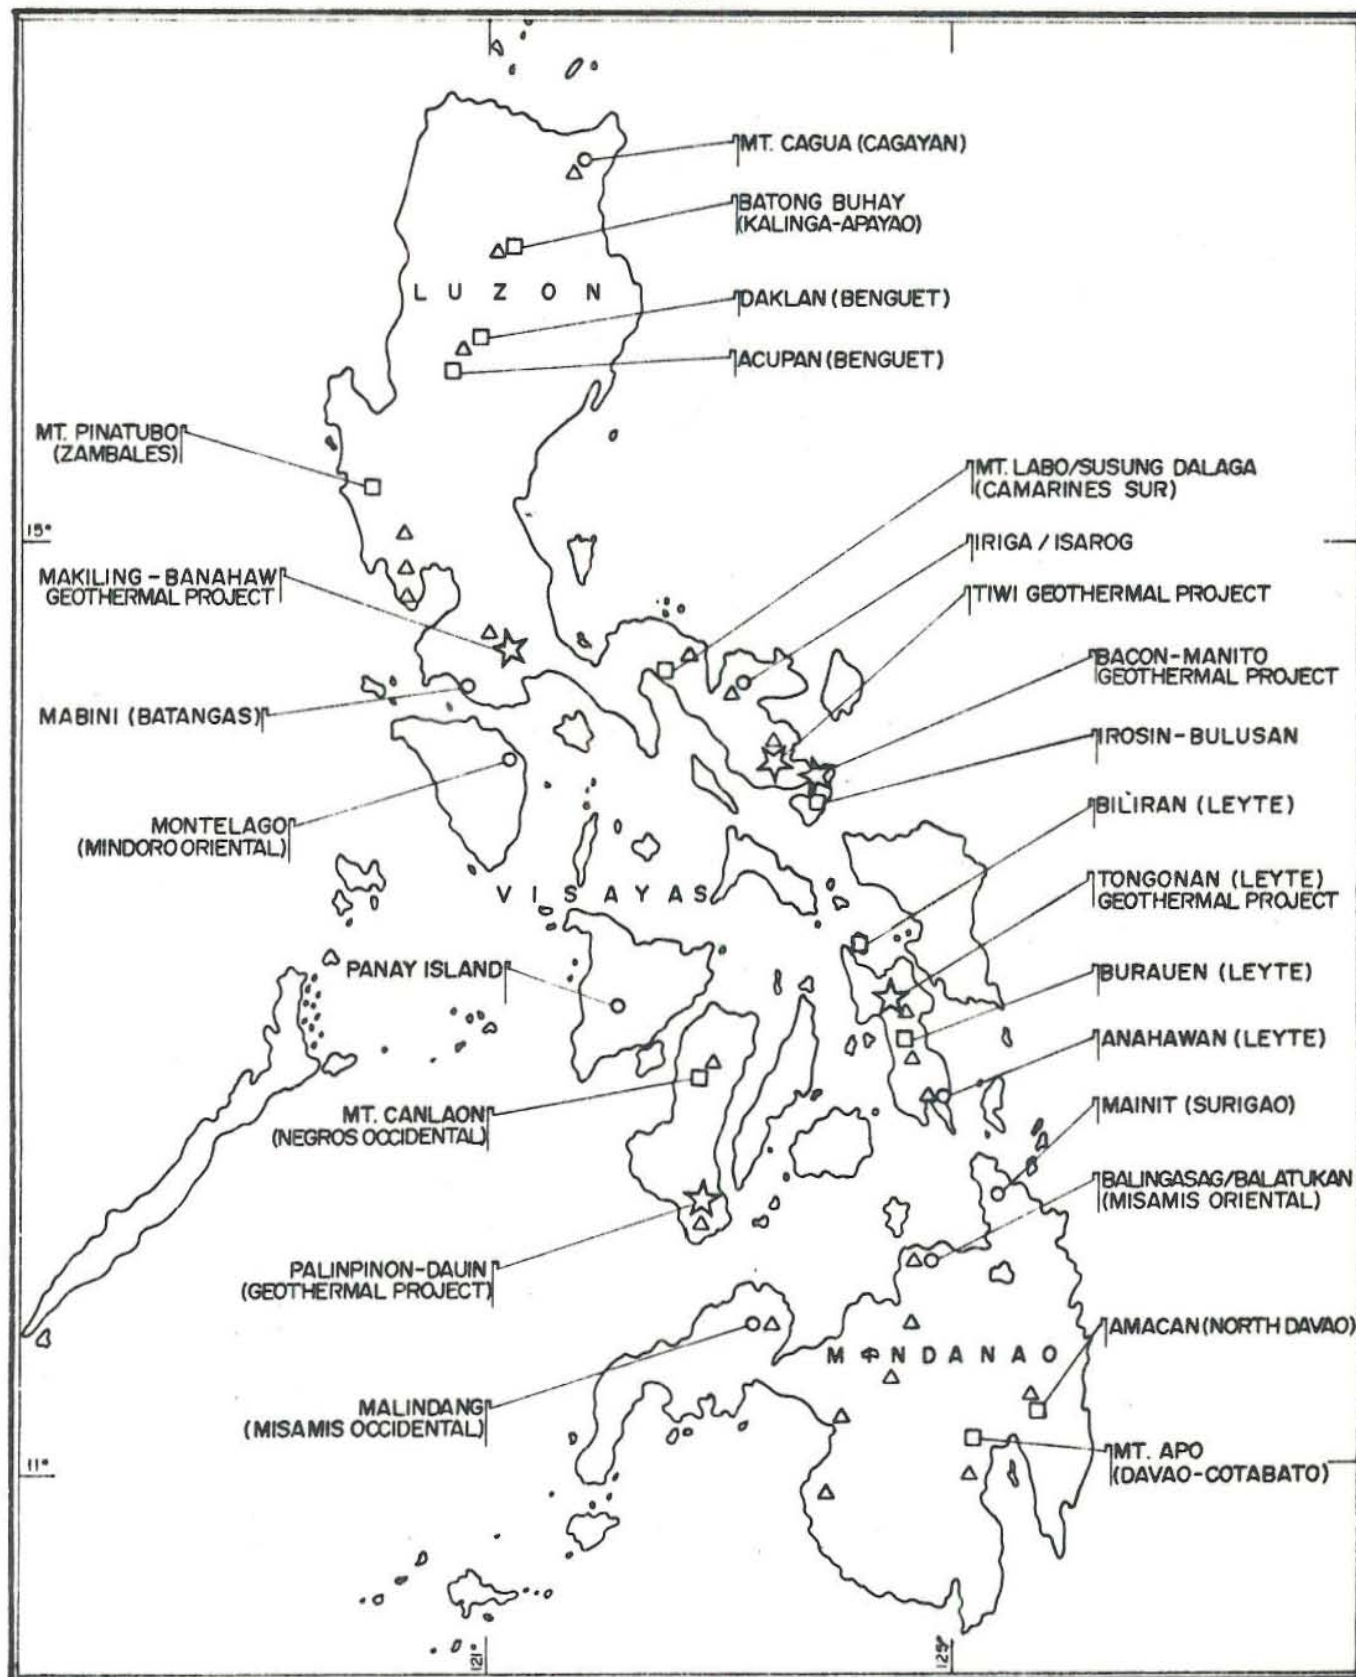 MT. CAGUA (CAGAYAN)
BATONG BUHAY
(KALINGA-APAYAO)
LUZON
DAKLAN (BENGUET)
ACUPAN (BENGUET)
MT. PINATUBO
(ZAMBALES)
MT. LABO/SUSUNG DALAGA
(CAMARINES SUR)
15°
IRIGA / ISAROG
MAKILING - BANAHAW
GEOTHERMAL PROJECT
TIWI GEOTHERMAL PROJECT
BACON-MANITO
GEOTHERMAL PROJECT
MABINI (BATANGAS)
IROSIN-BULUSAN
BILIRAN (LEYTE)
MONTELAGO
(MINDORO ORIENTAL)
VISAYAS
TONGONAN (LEYTE)
GEOTHERMAL PROJECT
PANAY ISLAND
BURAUEN (LEYTE)
ANAHAWAN (LEYTE)
MT. CANLAON
(NEGROS OCCIDENTAL)
MAINIT (SURIGAO)
BALINGASAG/BALATUKAN
(MISAMIS ORIENTAL)
PALINPINON-DAUIN
(GEOTHERMAL PROJECT)
AMACAN (NORTH DAVAO)
MINDANAO
MALINDANG
(MISAMIS OCCIDENTAL)
MT. APO
(DAVAO-COTABATO)
11°
121°
125°